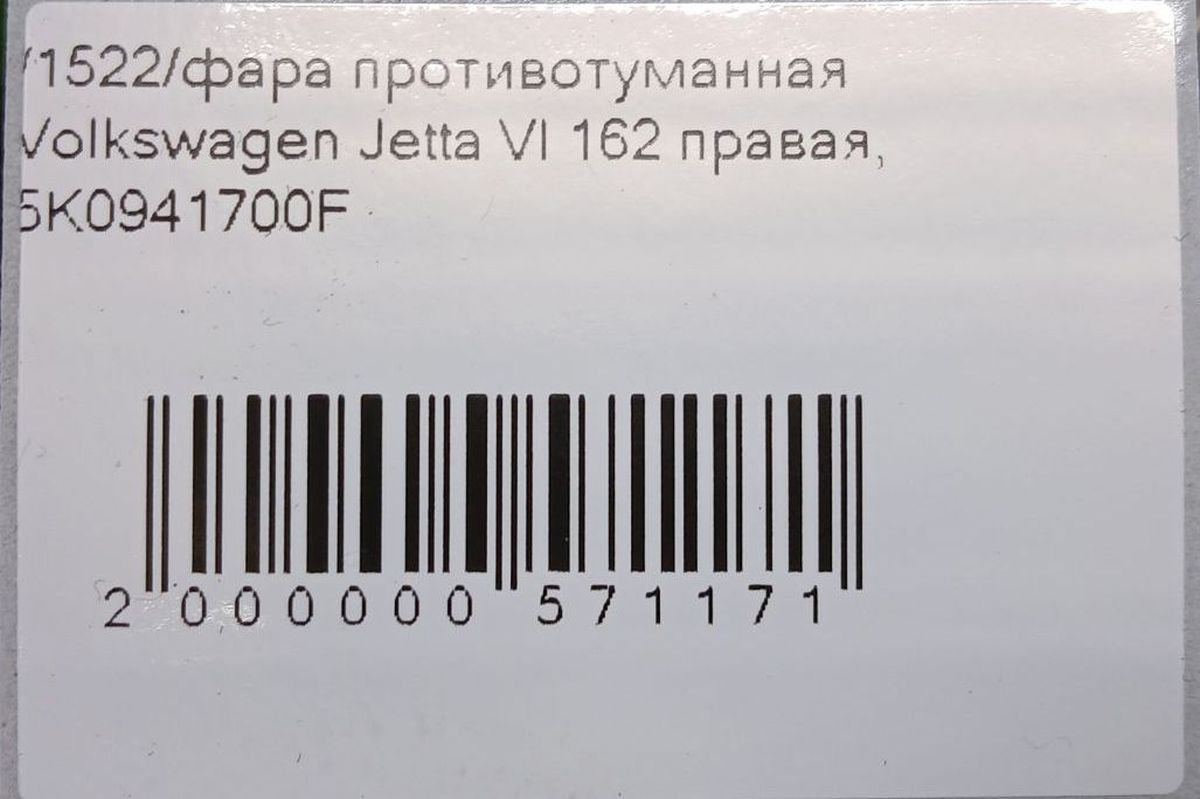 /1522/фара противотуманная
Volkswagen Jetta VI 162 правая,
5K0941700F
2 000000 571171